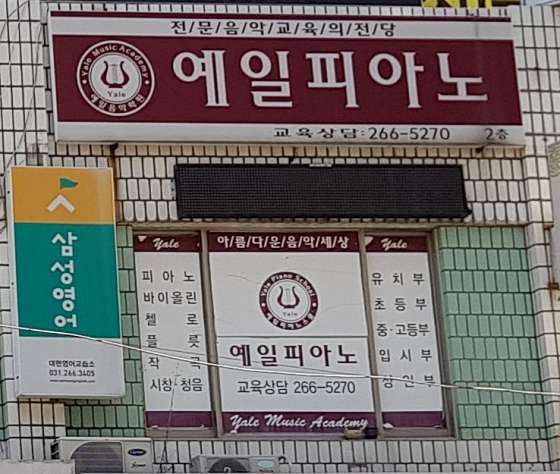 전/문/음/악/교/육/의/전/당
Yale Music Academy
Yale
예일음악학원
예일피아노
교육상담:266-5270 2층
삼성영어
대현영어교습소
031.266.3405
Yale
피아노
바이올린
첼로
플룻
작곡
시창·청음
아/름/다/운/음/악/세/상
Yale Piano School
예일피아노
교육상담 266-5270
Yale Music Academy
Yale
유치부
초등부
중·고등부
입시부
성인부